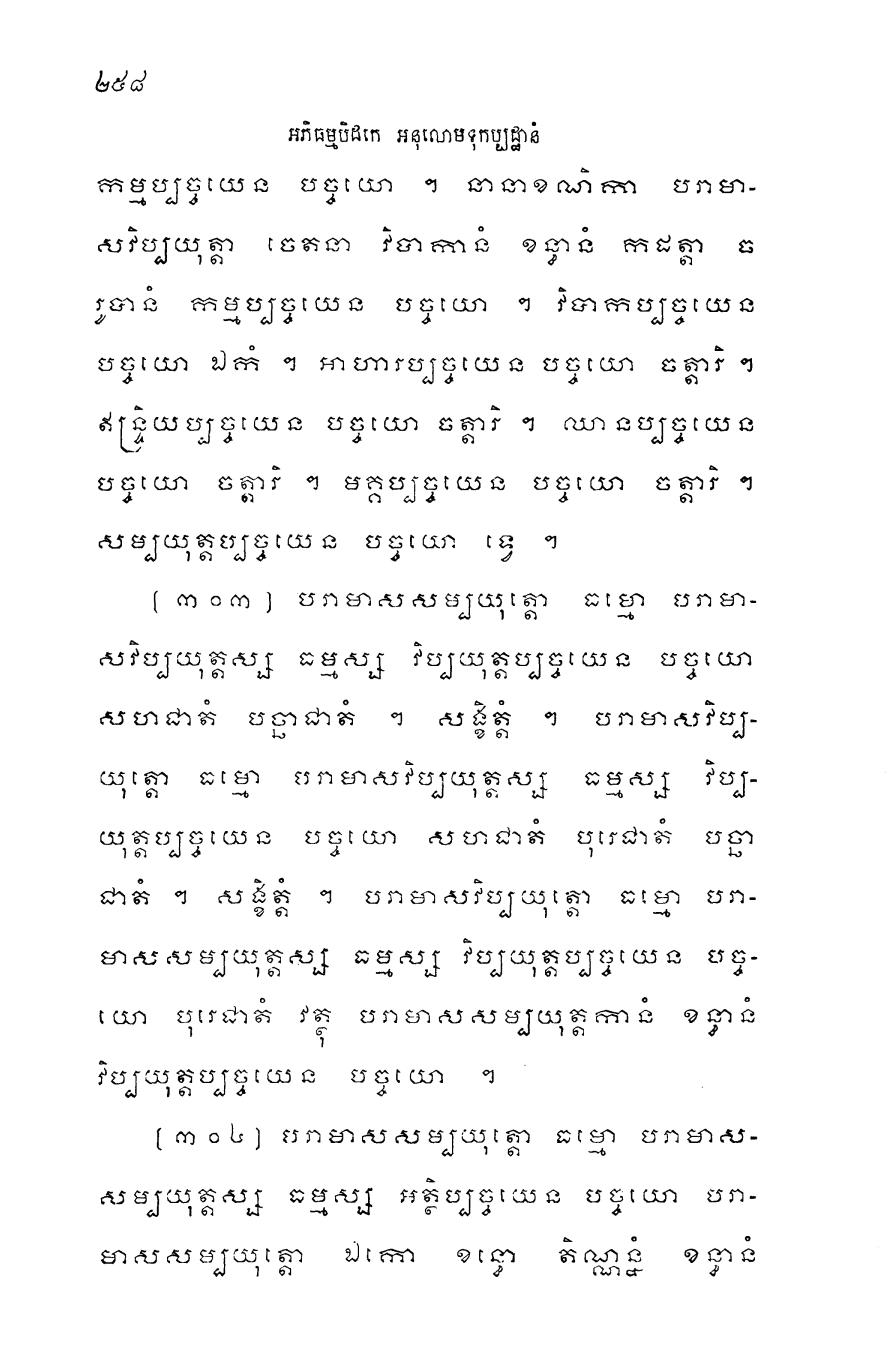 ២៥៨
អភិធម្មបិដកេ អនុលោមទុកប្បដ្ឋានំ
កម្មប្បច្ចយេន បច្ចយោ ។ នានាខណិកា បរាមា-
សវិប្បយុត្តា ចេតនា វិបាកានំ ខន្ធានំ កដត្តា ច
រូបានំ កម្មប្បច្ចយេន បច្ចយោ ។ វិបាកប្បច្ចយេន
បច្ចយោ ឯកំ ។ អាហារប្បច្ចយេន បច្ចយោ ចត្តារិ ។
ឥន្ទ្រិយប្បច្ចយេន បច្ចយោ ចត្តារិ ។ ឈានប្បច្ចយេន
បច្ចយោ ចត្តារិ ។ មគ្គប្បច្ចយេន បច្ចយោ ចត្តារិ ។
សម្បយុត្តប្បច្ចយេន បច្ចយោ ទ្វេ ។
[ ៣០៣ ] បរាមាសសម្បយុត្តោ ធម្មោ បរាមា-
សវិប្បយុត្តស្ស ធម្មស្ស វិប្បយុត្តប្បច្ចយេន បច្ចយោ
សហជាតំ បច្ឆាជាតំ ។ សង្ខិត្តំ ។ បរាមាសវិប្ប-
យុត្តោ ធម្មោ បរាមាសវិប្បយុត្តស្ស ធម្មស្ស វិប្ប-
យុត្តប្បច្ចយេន បច្ចយោ សហជាតំ បុរេជាតំ បច្ឆា
ជាតំ ។ សង្ខិត្តំ ។ បរាមាសវិប្បយុត្តោ ធម្មោ បរា-
មាសសម្បយុត្តស្ស ធម្មស្ស វិប្បយុត្តប្បច្ចយេន បច្ច-
យោ បុរេជាតំ វត្ថុ បរាមាសសម្បយុត្តកានំ ខន្ធានំ
វិប្បយុត្តប្បច្ចយេន បច្ចយោ ។
[ ៣០៤ ] បរាមាសសម្បយុត្តោ ធម្មោ បរាមាស-
សម្បយុត្តស្ស ធម្មស្ស អត្ថិប្បច្ចយេន បច្ចយោ បរា-
មាសសម្បយុត្តោ ឯកោ ខន្ធោ តិណ្ណន្នំ ខន្ធានំ